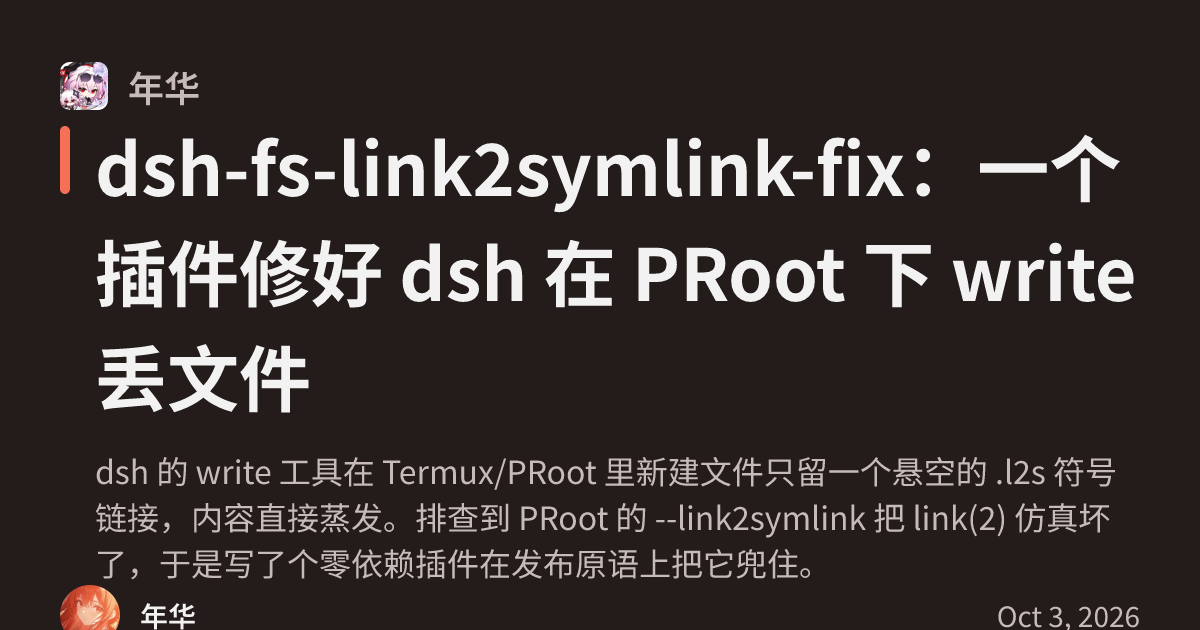 年华
dsh-fs-link2symlink-fix：一个
插件修好 dsh 在 PRoot 下 write
丢文件
dsh 的 write 工具在 Termux/PRoot 里新建文件只留一个悬空的 .l2s 符号
链接，内容直接蒸发。排查到 PRoot 的 --link2symlink 把 link(2) 仿真坏
了，于是写了个零依赖插件在发布原语上把它兜住。
年华
Oct 3, 2026